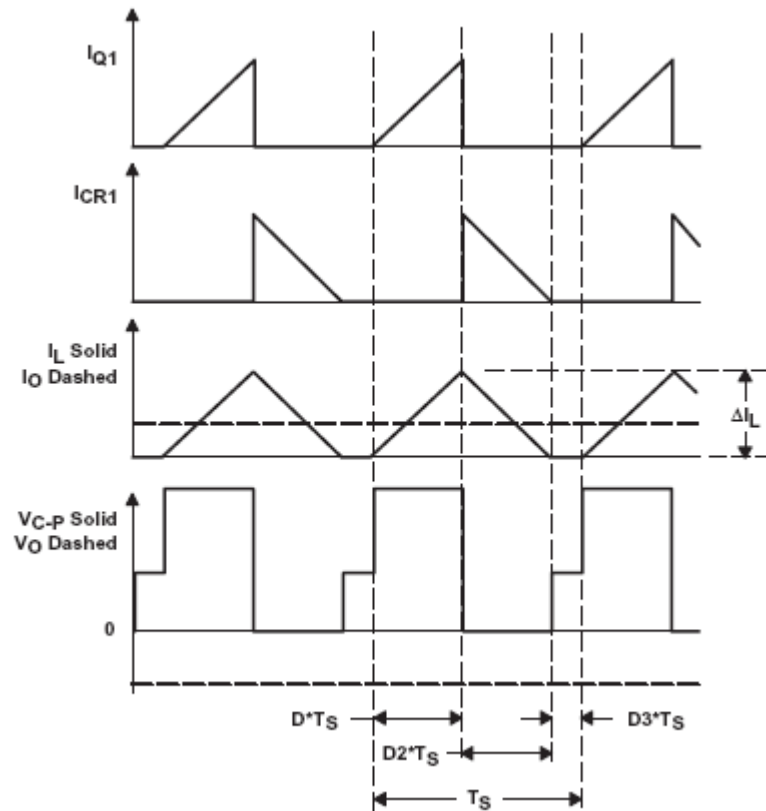 IQ1
ICR1
IL Solid
IO Dashed
ΔIL
VC-P Solid
VO Dashed
0
D*TS
D3*TS
D2*TS
TS